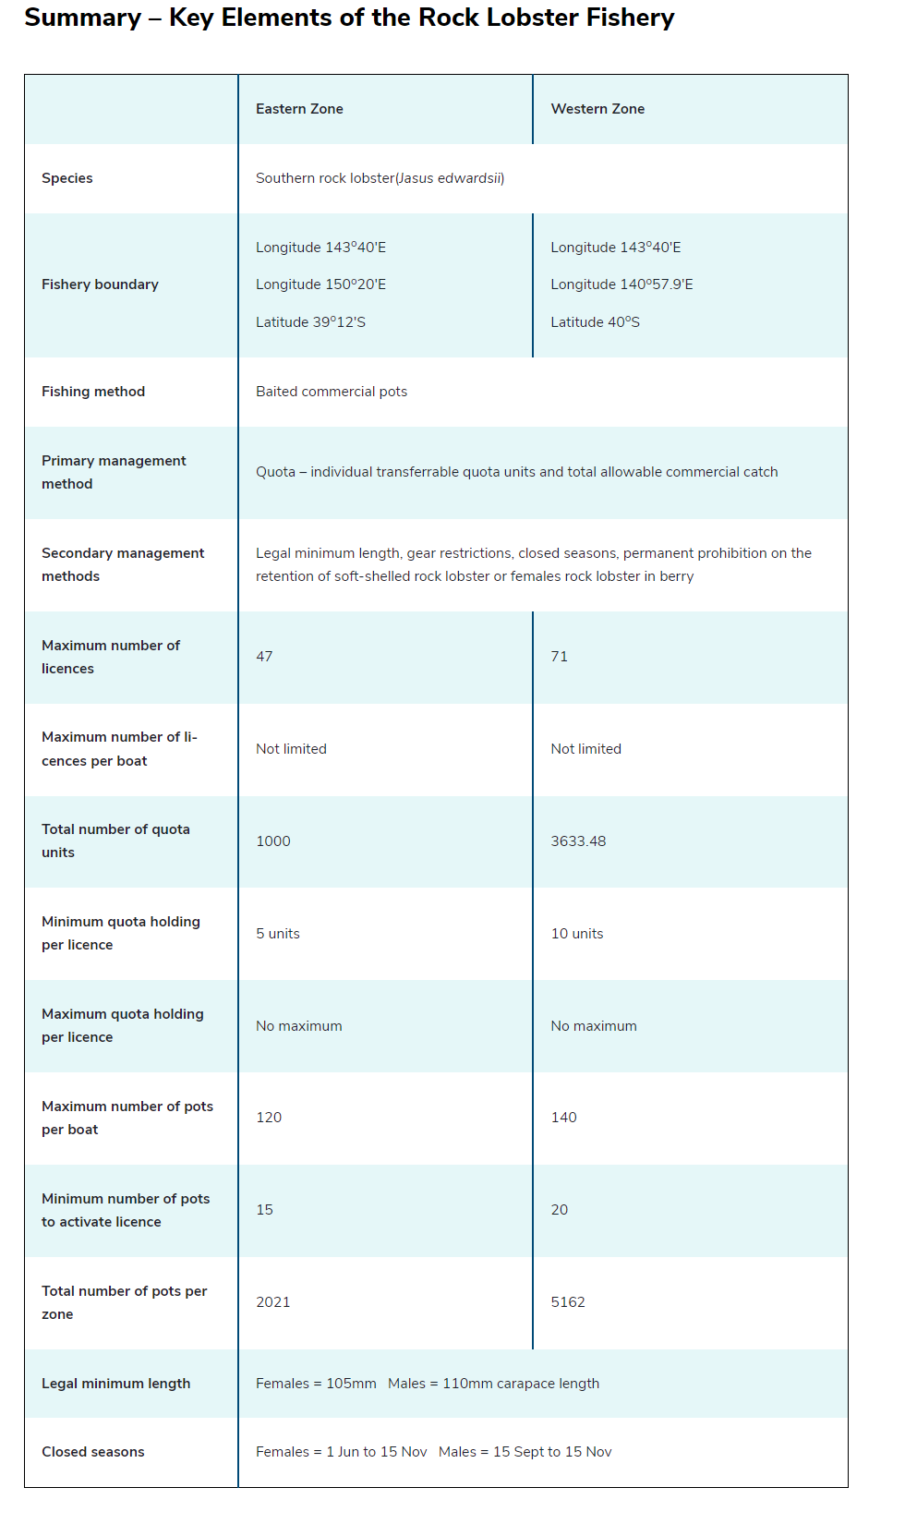 Summary – Key Elements of the Rock Lobster Fishery
Eastern Zone
Western Zone
Species
Southern rock lobster(Jasus edwardsii)
Fishery boundary
Longitude 143°40'E
Longitude 150°20'E
Latitude 39°12'S
Longitude 143°40'E
Longitude 140°57.9'E
Latitude 40°S
Fishing method
Baited commercial pots
Primary management
method
Quota – individual transferrable quota units and total allowable commercial catch
Secondary management
methods
Legal minimum length, gear restrictions, closed seasons, permanent prohibition on the
retention of soft-shelled rock lobster or females rock lobster in berry
Maximum number of
licences
47
71
Maximum number of li-
cences per boat
Not limited
Not limited
Total number of quota
units
1000
3633.48
Minimum quota holding
per licence
5 units
10 units
Maximum quota holding
per licence
No maximum
No maximum
Maximum number of pots
per boat
120
140
Minimum number of pots
to activate licence
15
20
Total number of pots per
zone
2021
5162
Legal minimum length
Females = 105mm   Males = 110mm carapace length
Closed seasons
Females = 1 Jun to 15 Nov   Males = 15 Sept to 15 Nov